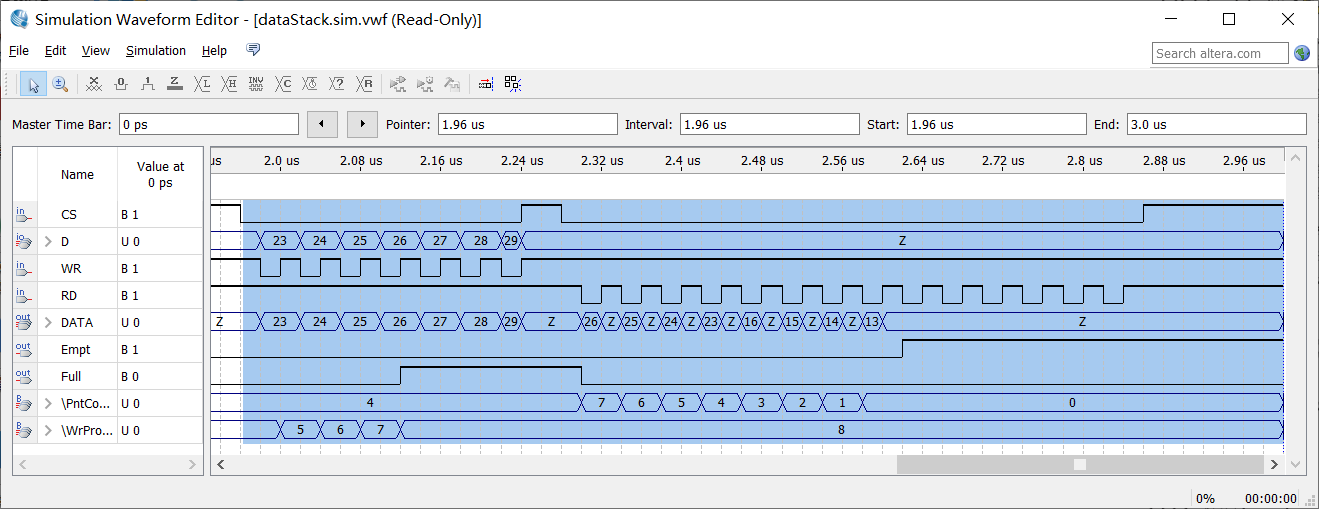 Simulation Waveform Editor - [dataStack.sim.vwf (Read-Only)]
File Edit View Simulation Help
Search altera.com
Master Time Bar: 0 ps Pointer: 1.96 us Interval: 1.96 us Start: 1.96 us End: 3.0 us
Name Value at 0 ps us 2.0 us 2.08 us 2.16 us 2.24 us 2.32 us 2.4 us 2.48 us 2.56 us 2.64 us 2.72 us 2.8 us 2.88 us 2.96 us
in CS B 1
io D U 0 23 24 25 26 27 28 29 Z
in WR B 1
in RD B 1
out DATA U 0 Z 23 24 25 26 27 28 29 Z 26 Z 25 Z 24 Z 23 Z 16 Z 15 Z 14 Z 13 Z
out Empt B 1
out Full B 0
B \PntCo... U 0 4 7 6 5 4 3 2 1 0
B \WrPro... U 0 5 6 7 8
0% 00:00:00